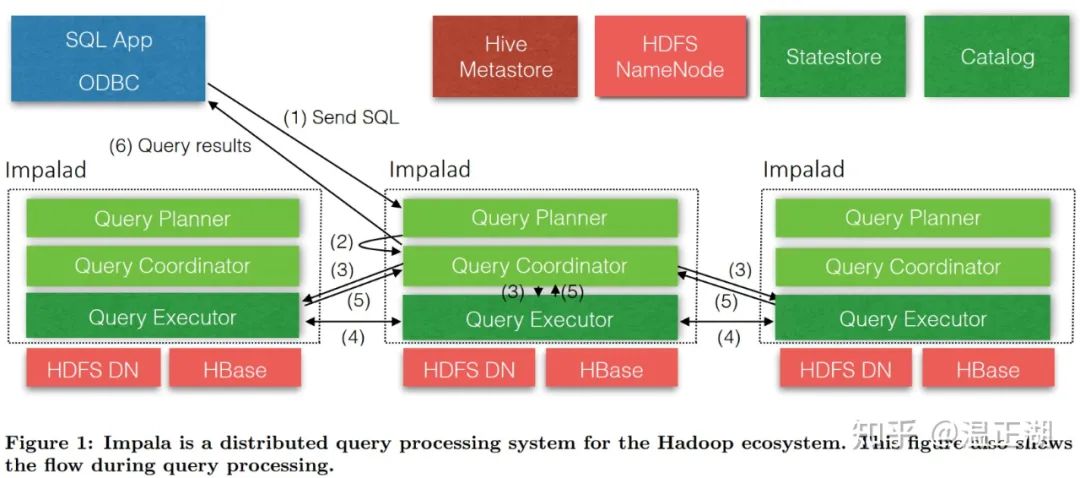 SQL App
ODBC
Hive
Metastore
HDFS
NameNode
Statestore
Catalog
(1) Send SQL
(6) Query results
Impalad
Impalad
Impalad
Query Planner
Query Planner
Query Planner
(2)
Query Coordinator
Query Coordinator
Query Coordinator
(3)
(3)
(3)
(5)
(5)
(5)
Query Executor
Query Executor
Query Executor
(4)
(4)
HDFS DN
HBase
HDFS DN
HBase
HDFS DN
HBase
Figure 1: Impala is a distributed query processing system for the Hadoop ecosystem. This figure also shows
the flow during query processing.
知乎 @温正湖